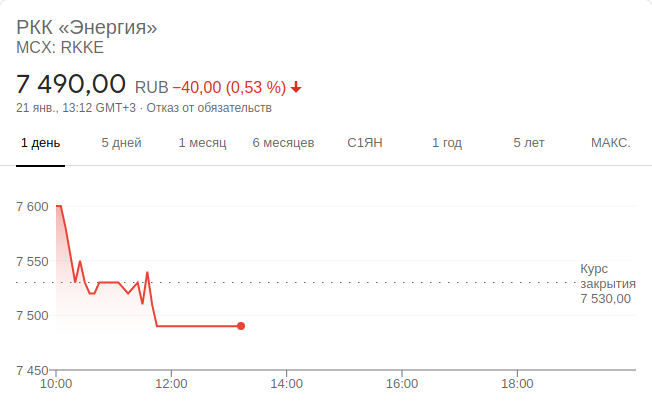 РКК «Энергия»
MCX: RKKE
7 490,00 RUB −40,00 (0,53 %)
21 янв., 13:12 GMT+3 · Отказ от обязательств
1 день 5 дней 1 месяц 6 месяцев С1ЯН 1 год 5 лет МАКС.
7 600
7 550
Курс
закрытия
7 530,00
7 500
7 450
10:00 12:00 14:00 16:00 18:00